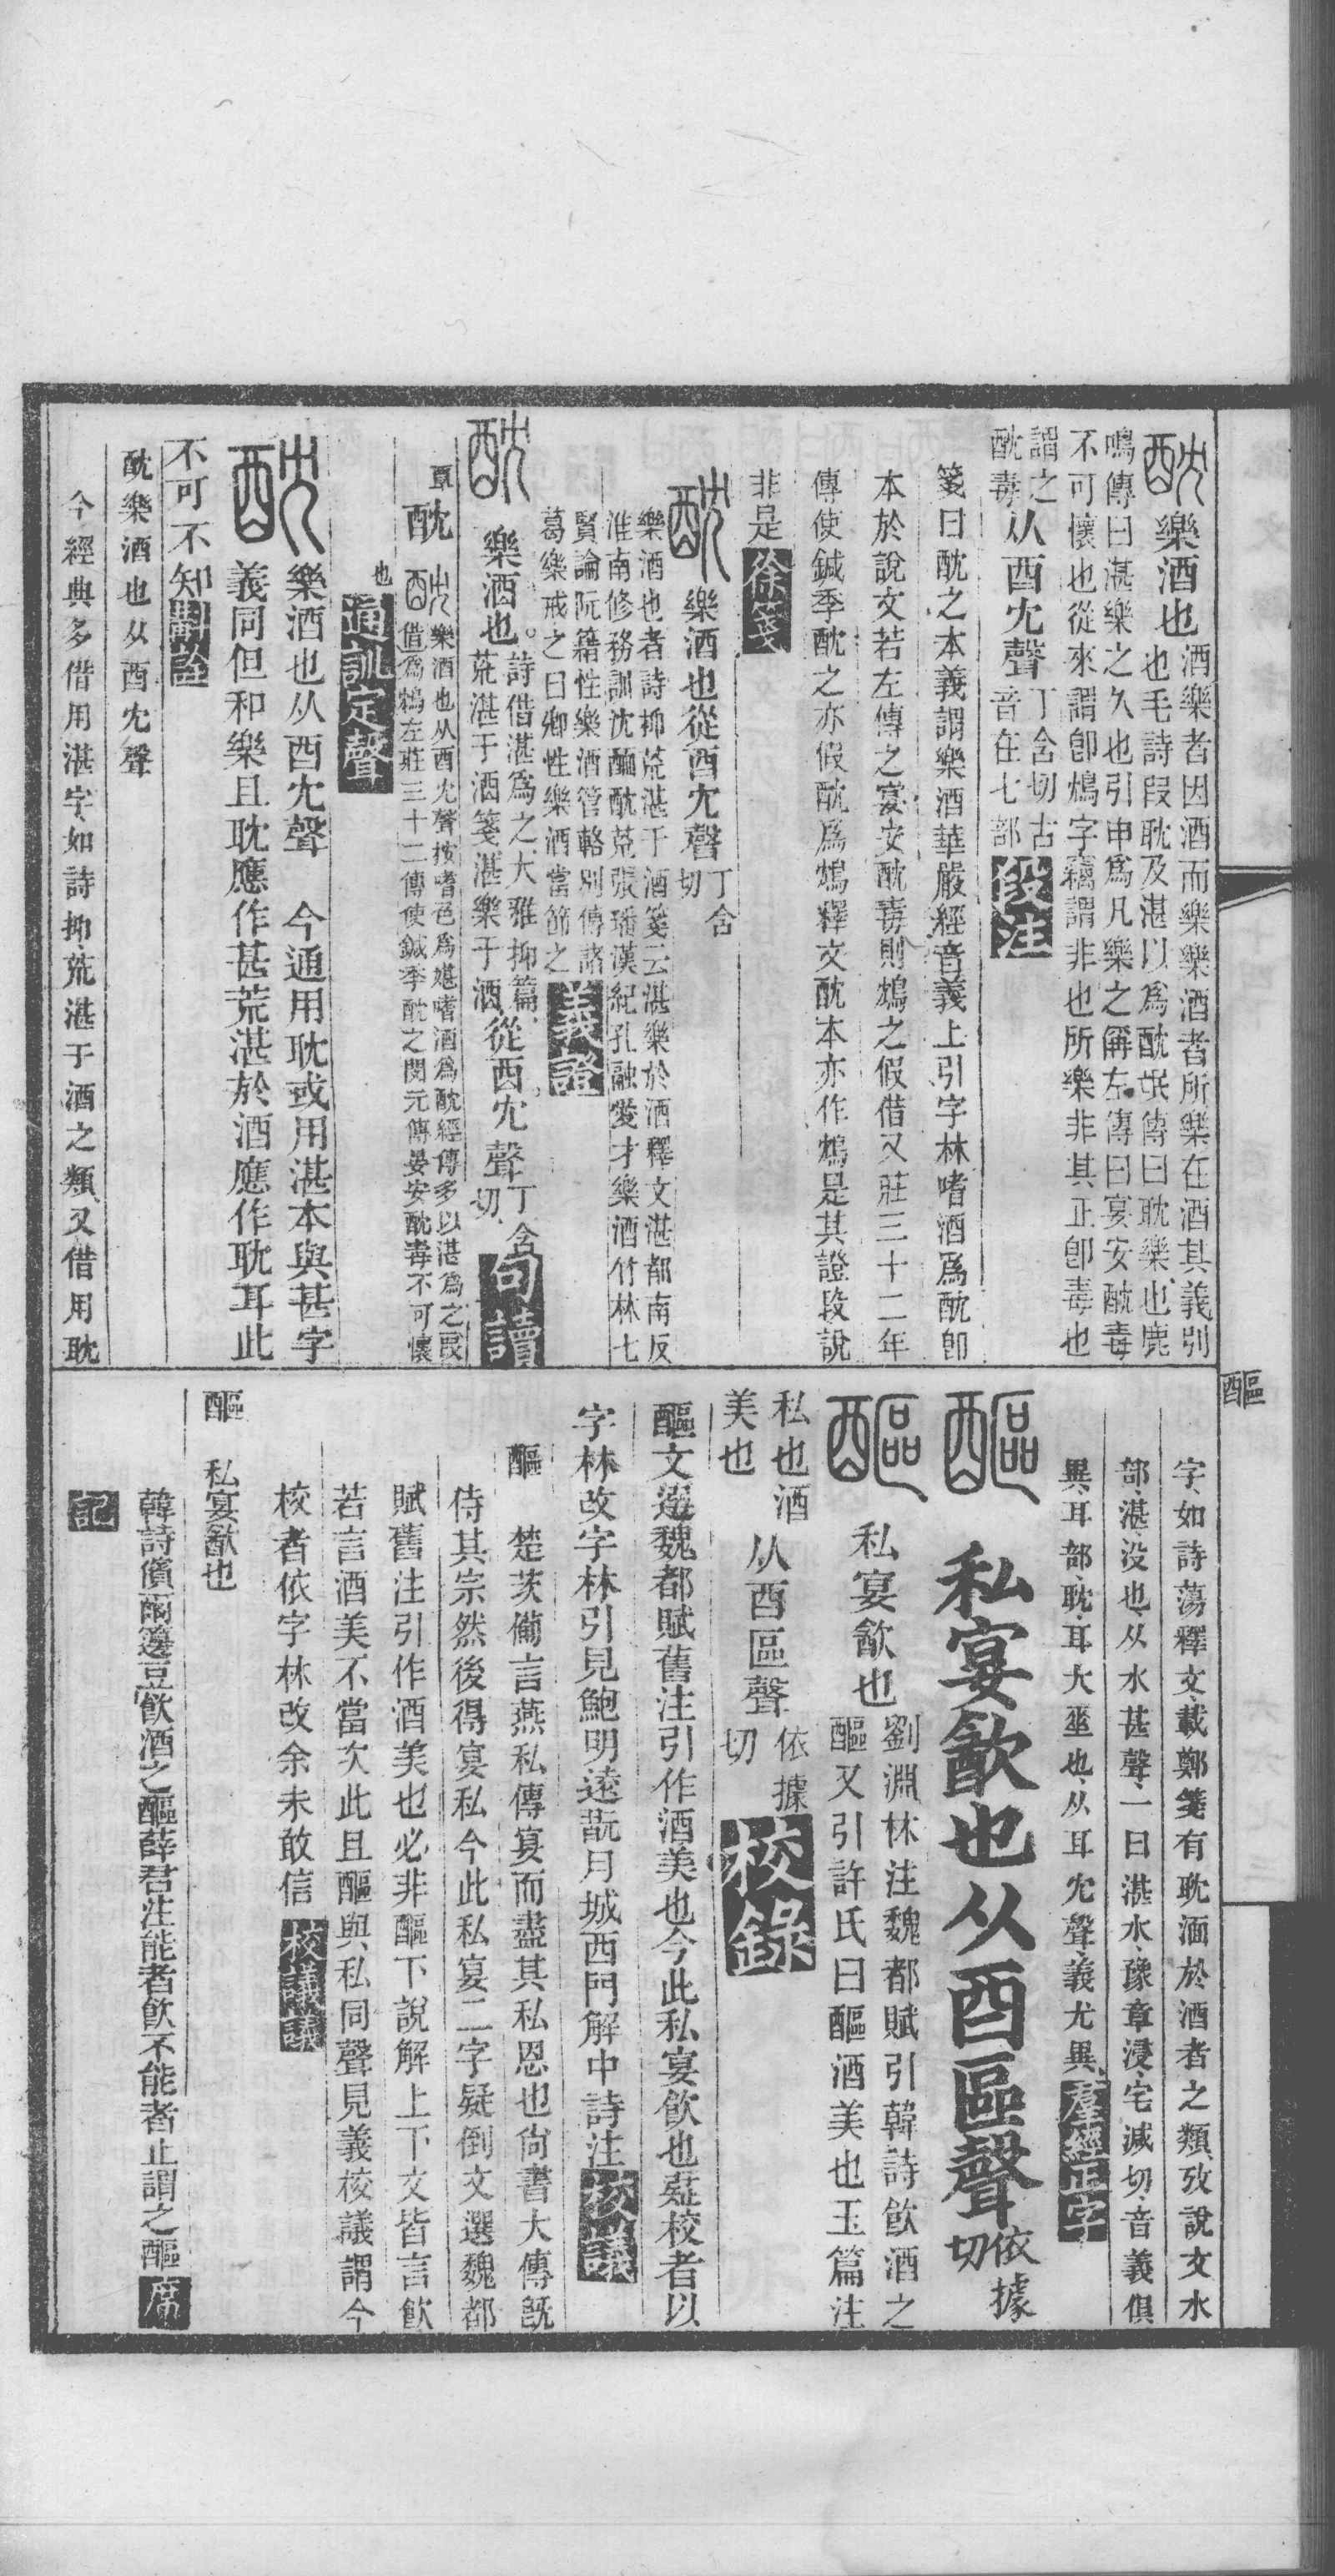 酖樂酒也酒樂者因酒而樂樂酒者所樂在酒其義別
也毛詩叚耽及湛以爲酖氓傳曰耽樂也鹿
鳴傳曰湛樂之久也引申爲凡樂之偁左傳曰宴安酖毒
不可懷也從來謂卽鴆字竊謂非也所樂非其正卽毒也
謂之
酖毒从酉冘聲丁含切古
音在七部段注
箋曰酖之本義謂樂酒華嚴經音義上引字林嗜酒爲酖卽
本於說文若左傳之宴安酖毒則鴆之假借又莊三十二年
傳使鍼季酖之亦假酖爲鴆釋文酖本亦作鴆是其證段說
非是徐箋
酖樂酒也從酉冘聲丁含
切
樂酒也者詩抑荒湛于酒箋云湛樂於酒釋文湛都南反
淮南修務訓沈酾酖荒張璠漢紀孔融愛才樂酒竹林七
賢論阮籍性樂酒管輅別傳諸
葛樂戒之曰卿性樂酒當節之義證
酖樂酒也。詩借湛爲之大雅抑篇
荒湛于酒箋湛樂于酒從酉冘聲。丁含
切句讀
覃酖酖樂酒也从酉冘聲按嗜色爲媅嗜酒爲酖經傳多以湛爲之叚
借爲鴆左莊三十二傳使鍼季酖之閔元傳晏安酖毒不可懷
也通訓定聲
酖樂酒也从酉冘聲 今通用耽或用湛本與甚字
義同但和樂且耽應作甚荒湛於酒應作耽耳此
不可不知斠詮
酖樂酒也从酉冘聲
今經典多借用湛字如詩抑荒湛于酒之類又借用耽
醧
字如詩蕩釋文載鄭箋有耽湎於酒者之類攷說文水
部湛没也从水甚聲一曰湛水豫章浸宅減切音義俱
異耳部耽耳大垂也从耳冘聲義尤異羣經正字
醧 私宴㱃也从酉區聲依據
切
醧私宴㱃也劉淵林注魏都賦引韓詩飮酒之
醧又引許氏曰醧酒美也玉篇注
私也酒
美也从酉區聲依據
切校錄
醧文選魏都賦舊注引作酒美也今此私宴飮也疑校者以
字林改字林引見鮑明遠翫月城西門解中詩注校議
醧 楚茨備言燕私傳宴而盡其私恩也尙書大傳旣
侍其宗然後得宴私今此私宴二字疑倒文選魏都
賦舊注引作酒美也必非醧下說解上下文皆言飮
若言酒美不當次此且醧與私同聲見義校議謂今
校者依字林改余未敢信校議議
醧 私宴㱃也
韓詩儐爾籩豆飮酒之醧薛君注能者飮不能者止謂之醧席
記